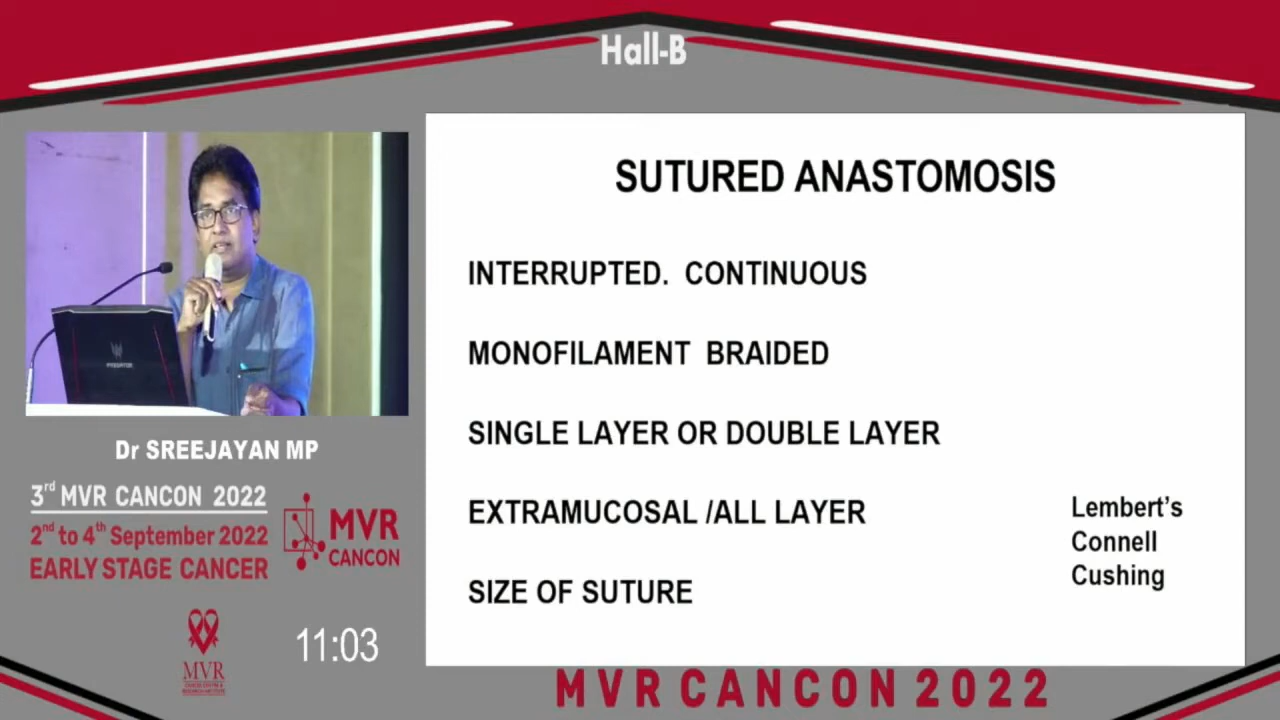 Hall-B
SUTURED ANASTOMOSIS
INTERRUPTED. CONTINUOUS
MONOFILAMENT BRAIDED
SINGLE LAYER OR DOUBLE LAYER
EXTRAMUCOSAL /ALL LAYER
SIZE OF SUTURE
Lembert's
Connell
Cushing
PREDATOR
Dr SREEJAYAN MP
3rd MVR CANCON 2022
2nd to 4th September 2022
EARLY STAGE CANCER
MVR
CANCON
MVR
11:03
MVR CANCON 2022